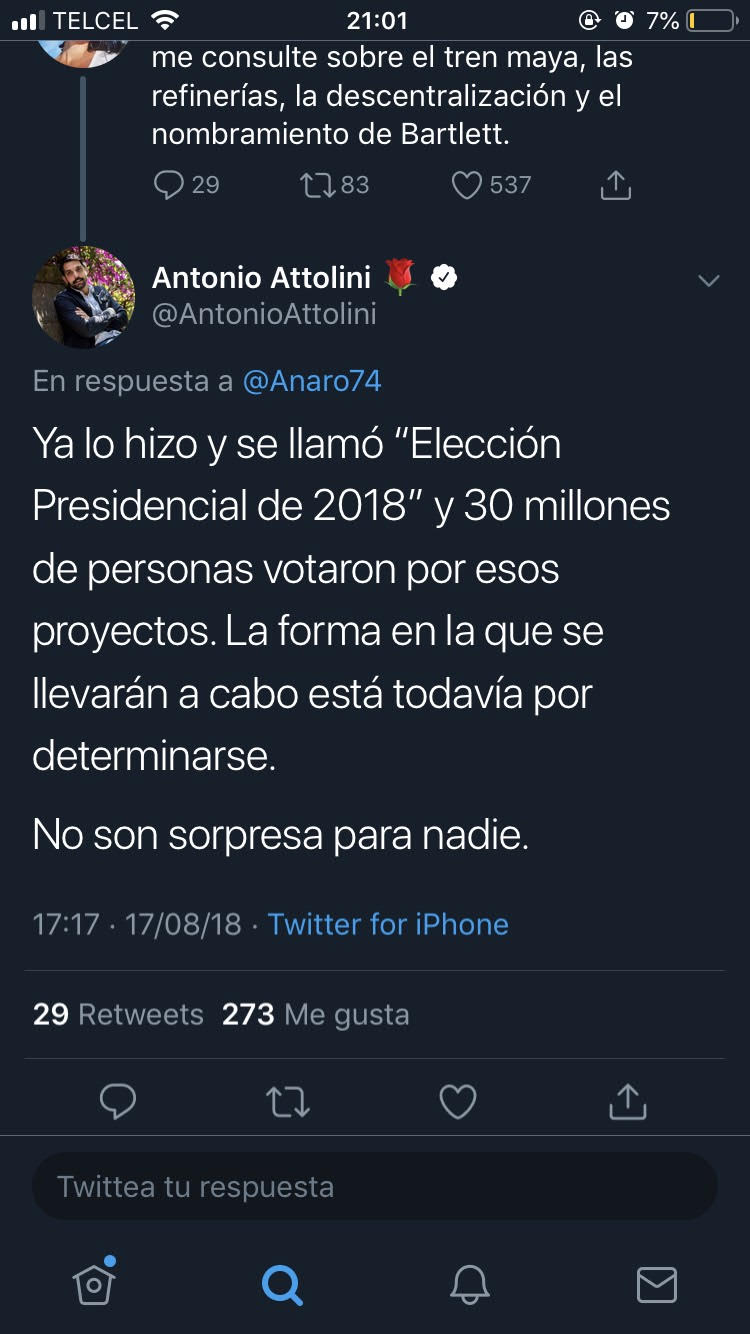 TELCEL 21:01 7%
me consulte sobre el tren maya, las
refinerías, la descentralización y el
nombramiento de Bartlett.
29 83 537
Antonio Attolini
@AntonioAttolini
En respuesta a @Anaro74
Ya lo hizo y se llamó “Elección
Presidencial de 2018” y 30 millones
de personas votaron por esos
proyectos. La forma en la que se
llevarán a cabo está todavía por
determinarse.
No son sorpresa para nadie.
17:17 · 17/08/18 · Twitter for iPhone
29 Retweets 273 Me gusta
Twittea tu respuesta